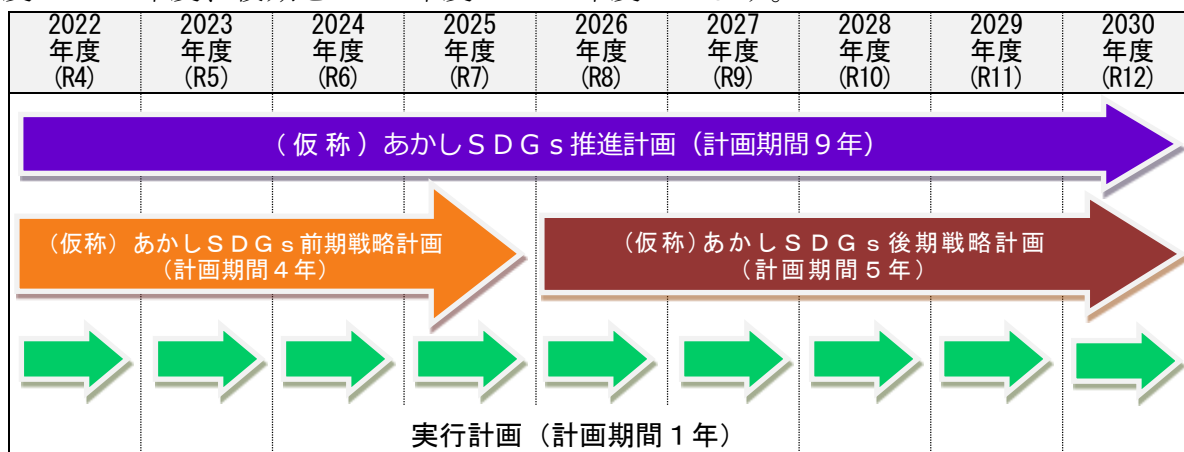 2022 2023 2024 2025 2026 2027 2028 2029 2030
年度 年度 年度 年度 年度 年度 年度 年度 年度
(R4) (R5) (R6) (R7) (R8) (R9) (R10) (R11) (R12)
（仮称）あかしＳＤＧｓ推進計画（計画期間９年）
（仮称）あかしＳＤＧｓ前期戦略計画
（計画期間４年）
（仮称）あかしＳＤＧｓ後期戦略計画
（計画期間５年）
実行計画（計画期間１年）